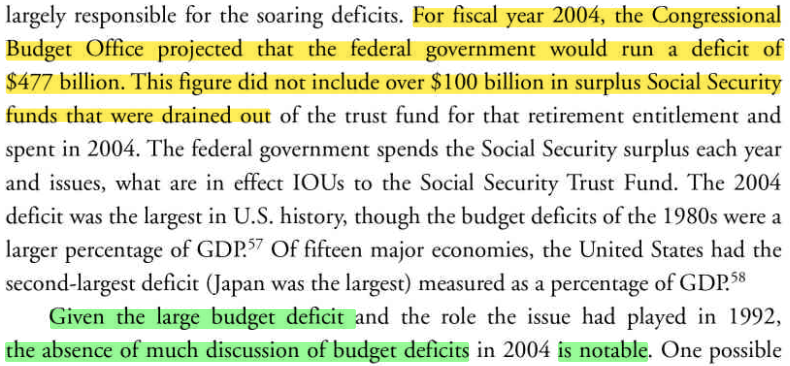 largely responsible for the soaring deficits. For fiscal year 2004, the Congressional
Budget Office projected that the federal government would run a deficit of
$477 billion. This figure did not include over $100 billion in surplus Social Security
funds that were drained out of the trust fund for that retirement entitlement and
spent in 2004. The federal government spends the Social Security surplus each year
and issues, what are in effect IOUs to the Social Security Trust Fund. The 2004
deficit was the largest in U.S. history, though the budget deficits of the 1980s were a
larger percentage of GDP.57 Of fifteen major economies, the United States had the
second-largest deficit (Japan was the largest) measured as a percentage of GDP.58
Given the large budget deficit and the role the issue had played in 1992,
the absence of much discussion of budget deficits in 2004 is notable. One possible